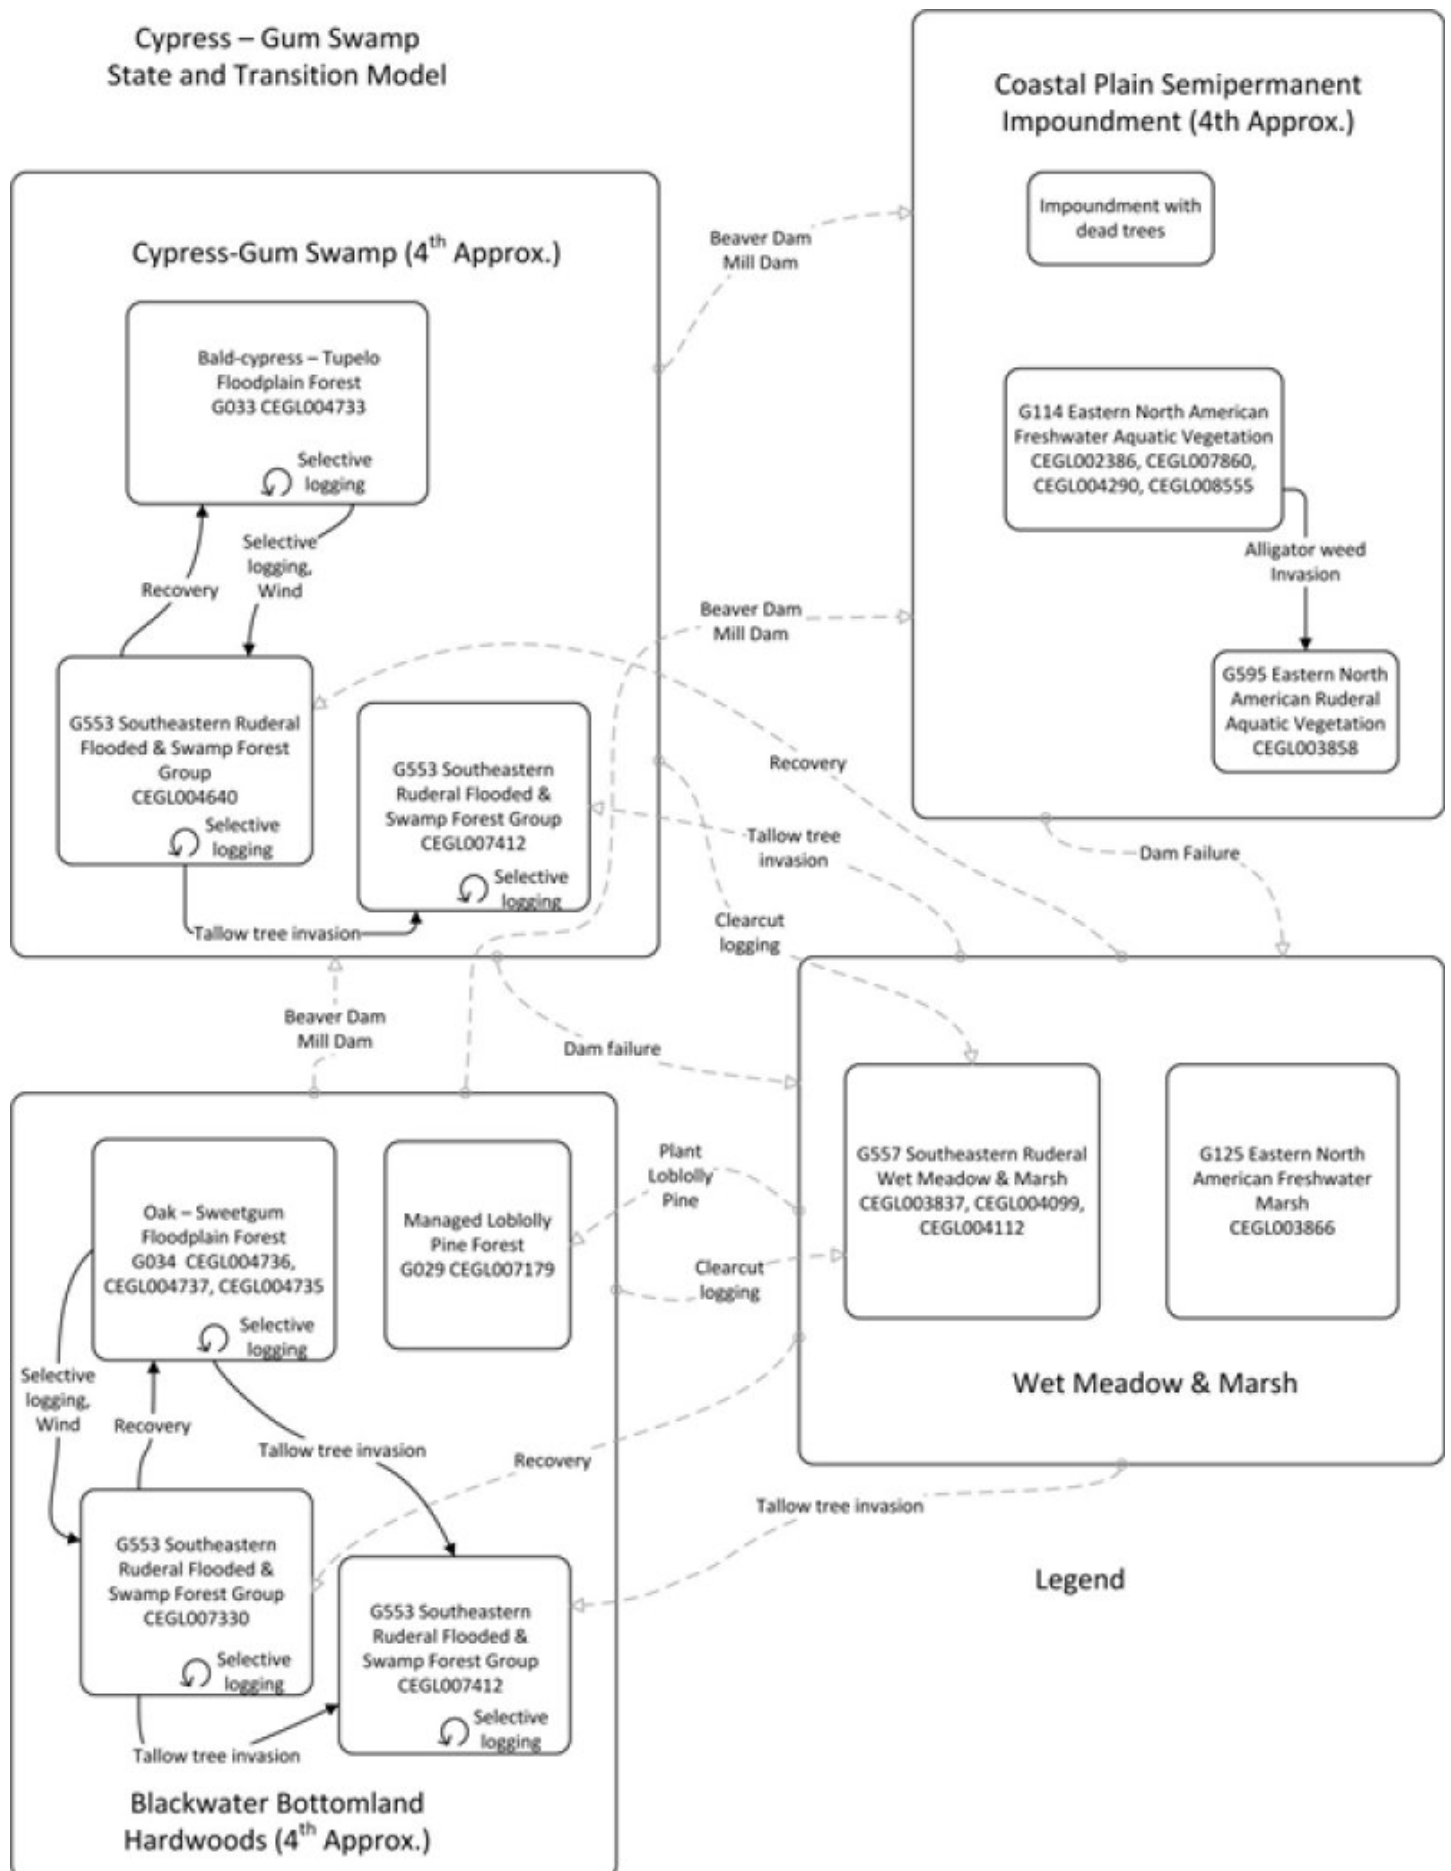 Cypress – Gum Swamp
State and Transition Model
Coastal Plain Semipermanent
Impoundment (4th Approx.)
Impoundment with
dead trees
Beaver Dam
Mill Dam
Cypress-Gum Swamp (4th Approx.)
Bald-cypress – Tupelo
Floodplain Forest
G033 CEGL004733
Selective
logging
G114 Eastern North American
Freshwater Aquatic Vegetation
CEGL002386, CEGL007860,
CEGL004290, CEGL008555
Selective
logging,
Wind
Recovery
Alligator weed
Invasion
Beaver Dam
Mill Dam
G553 Southeastern Ruderal
Flooded & Swamp Forest
Group
CEGL004640
Selective
logging
G553 Southeastern
Ruderal Flooded &
Swamp Forest Group
CEGL007412
Selective
logging
Tallow tree invasion
G595 Eastern North
American Ruderal
Aquatic Vegetation
CEGL003858
Recovery
Tallow tree
invasion
Dam Failure
Clearcut
logging
Beaver Dam
Mill Dam
Dam failure
Oak – Sweetgum
Floodplain Forest
G034 CEGL004736,
CEGL004737, CEGL004735
Selective
logging
Managed Loblolly
Pine Forest
G029 CEGL007179
Plant
Loblolly
Pine
Clearcut
logging
G557 Southeastern Ruderal
Wet Meadow & Marsh
CEGL003837, CEGL004099,
CEGL004112
G125 Eastern North
American Freshwater
Marsh
CEGL003866
Wet Meadow & Marsh
Selective
logging,
Wind
Recovery
Tallow tree invasion
Recovery
Tallow tree invasion
G553 Southeastern
Ruderal Flooded &
Swamp Forest Group
CEGL007330
Selective
logging
G553 Southeastern
Ruderal Flooded &
Swamp Forest Group
CEGL007412
Selective
logging
Tallow tree invasion
Legend
Blackwater Bottomland
Hardwoods (4th Approx.)